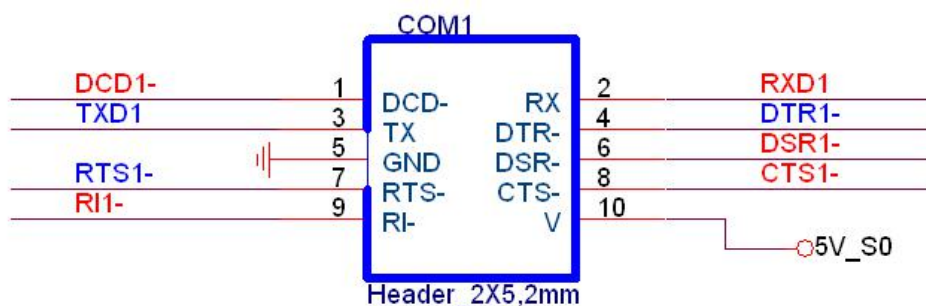 COM1
DCD1- 1 DCD- RX 2 RXD1
TXD1 3 TX DTR- 4 DTR1-
5 GND DSR- 6 DSR1-
RTS1- 7 RTS- CTS- 8 CTS1-
RI1- 9 RI- V 10
5V_S0
Header 2X5,2mm